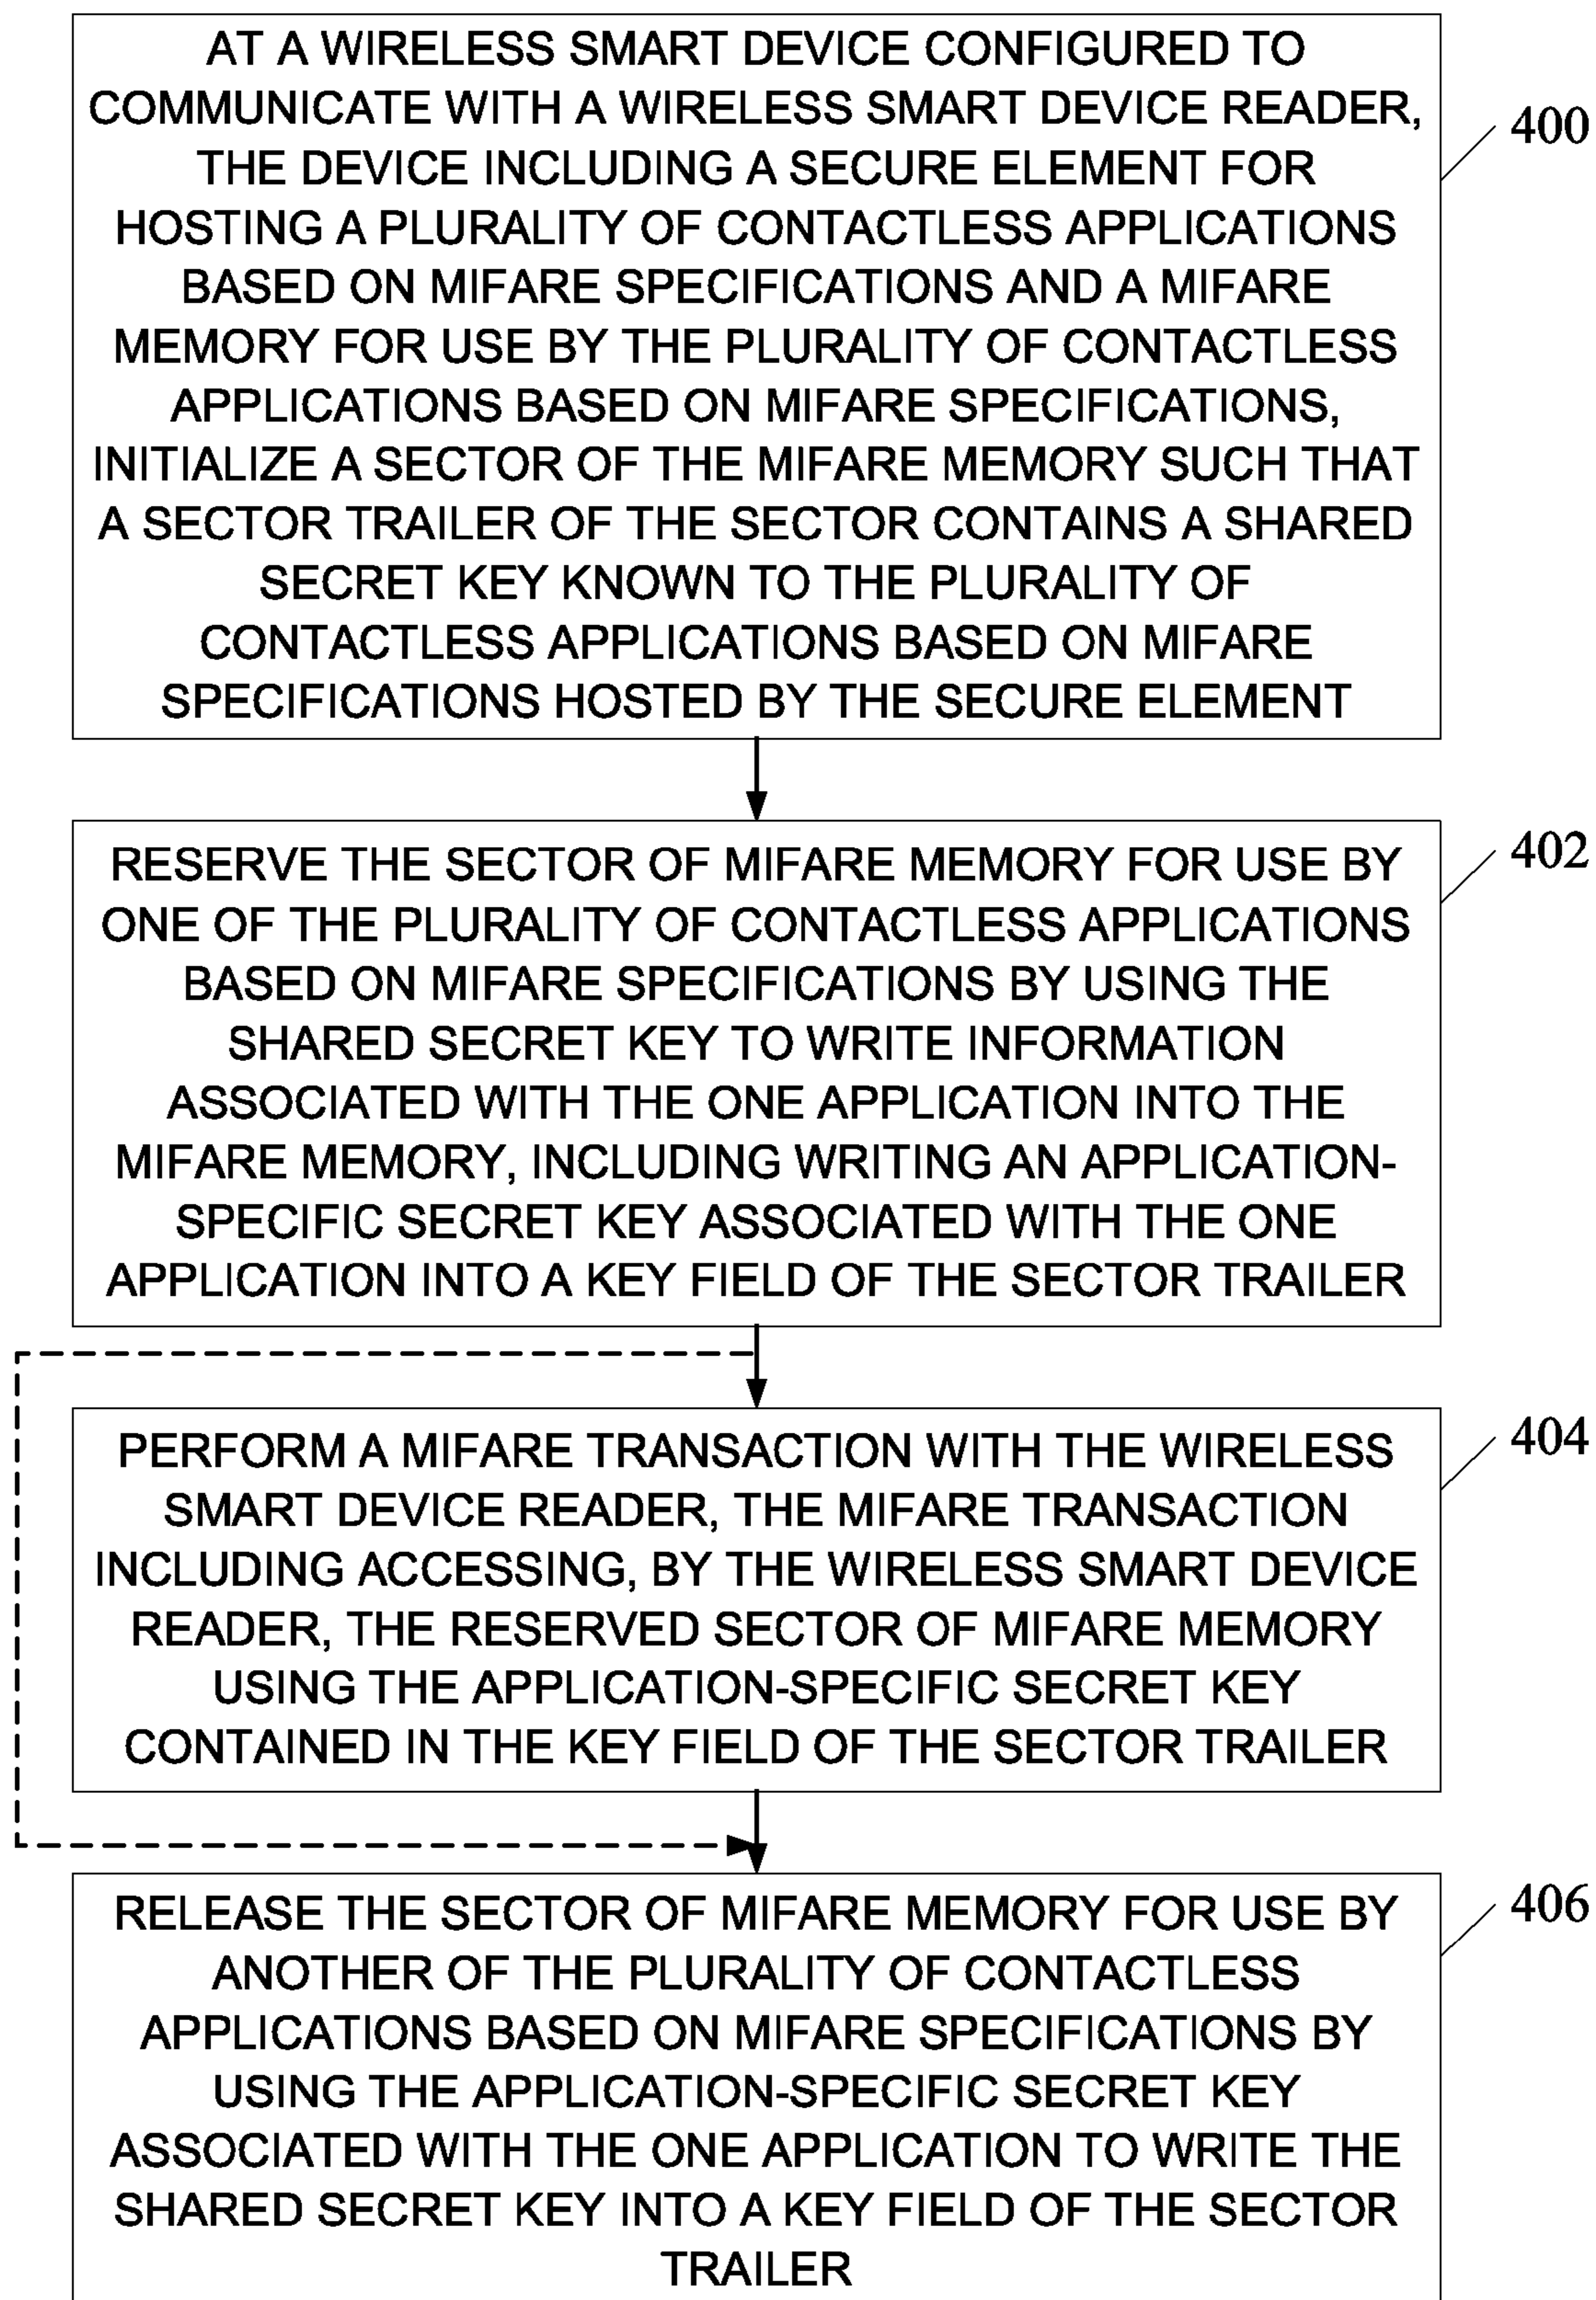 AT A WIRELESS SMART DEVICE CONFIGURED TO
COMMUNICATE WITH A WIRELESS SMART DEVICE READER,
THE DEVICE INCLUDING A SECURE ELEMENT FOR
HOSTING A PLURALITY OF CONTACTLESS APPLICATIONS
BASED ON MIFARE SPECIFICATIONS AND A MIFARE
MEMORY FOR USE BY THE PLURALITY OF CONTACTLESS
APPLICATIONS BASED ON MIFARE SPECIFICATIONS,
INITIALIZE A SECTOR OF THE MIFARE MEMORY SUCH THAT
A SECTOR TRAILER OF THE SECTOR CONTAINS A SHARED
SECRET KEY KNOWN TO THE PLURALITY OF
CONTACTLESS APPLICATIONS BASED ON MIFARE
SPECIFICATIONS HOSTED BY THE SECURE ELEMENT
400
RESERVE THE SECTOR OF MIFARE MEMORY FOR USE BY
ONE OF THE PLURALITY OF CONTACTLESS APPLICATIONS
BASED ON MIFARE SPECIFICATIONS BY USING THE
SHARED SECRET KEY TO WRITE INFORMATION
ASSOCIATED WITH THE ONE APPLICATION INTO THE
MIFARE MEMORY, INCLUDING WRITING AN APPLICATION-
SPECIFIC SECRET KEY ASSOCIATED WITH THE ONE
APPLICATION INTO A KEY FIELD OF THE SECTOR TRAILER
402
PERFORM A MIFARE TRANSACTION WITH THE WIRELESS
SMART DEVICE READER, THE MIFARE TRANSACTION
INCLUDING ACCESSING, BY THE WIRELESS SMART DEVICE
READER, THE RESERVED SECTOR OF MIFARE MEMORY
USING THE APPLICATION-SPECIFIC SECRET KEY
CONTAINED IN THE KEY FIELD OF THE SECTOR TRAILER
404
RELEASE THE SECTOR OF MIFARE MEMORY FOR USE BY
ANOTHER OF THE PLURALITY OF CONTACTLESS
APPLICATIONS BASED ON MIFARE SPECIFICATIONS BY
USING THE APPLICATION-SPECIFIC SECRET KEY
ASSOCIATED WITH THE ONE APPLICATION TO WRITE THE
SHARED SECRET KEY INTO A KEY FIELD OF THE SECTOR
TRAILER
406